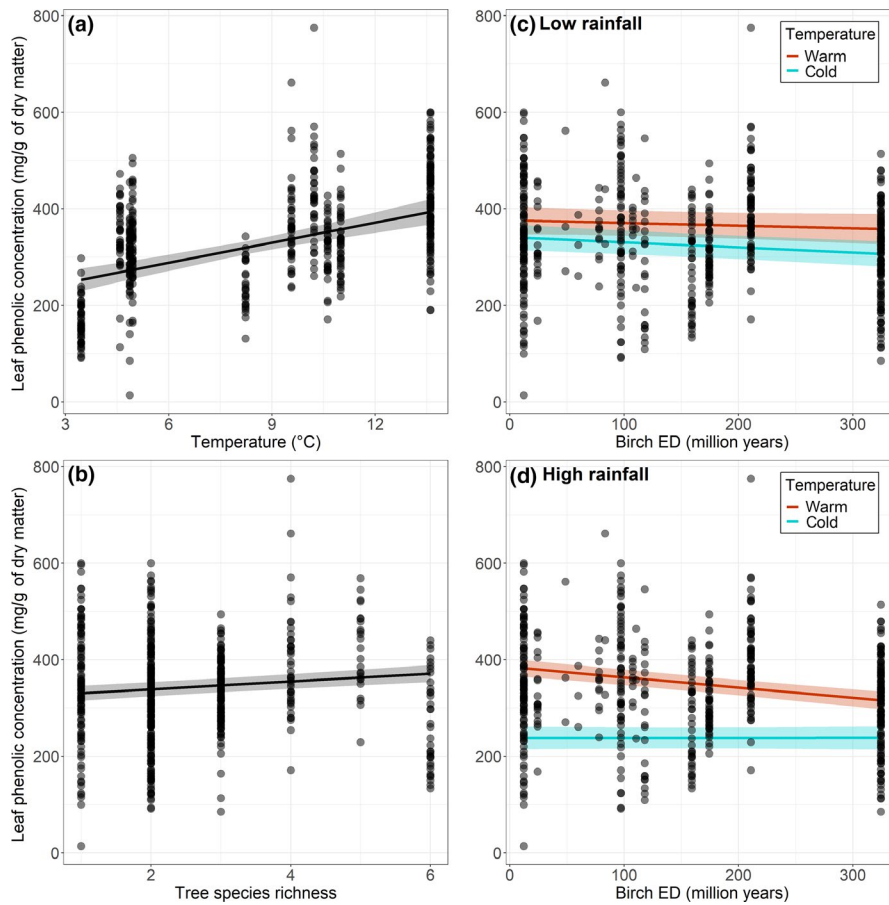 (a)
800
600
400
200
0
Leaf phenolic concentration (mg/g of dry matter)
3 6 9 12
Temperature (°C)
(c) Low rainfall
Temperature
Warm
Cold
800
600
400
200
0
0 100 200 300
Birch ED (million years)
(b)
800
600
400
200
0
Leaf phenolic concentration (mg/g of dry matter)
2 4 6
Tree species richness
(d) High rainfall
Temperature
Warm
Cold
800
600
400
200
0
0 100 200 300
Birch ED (million years)